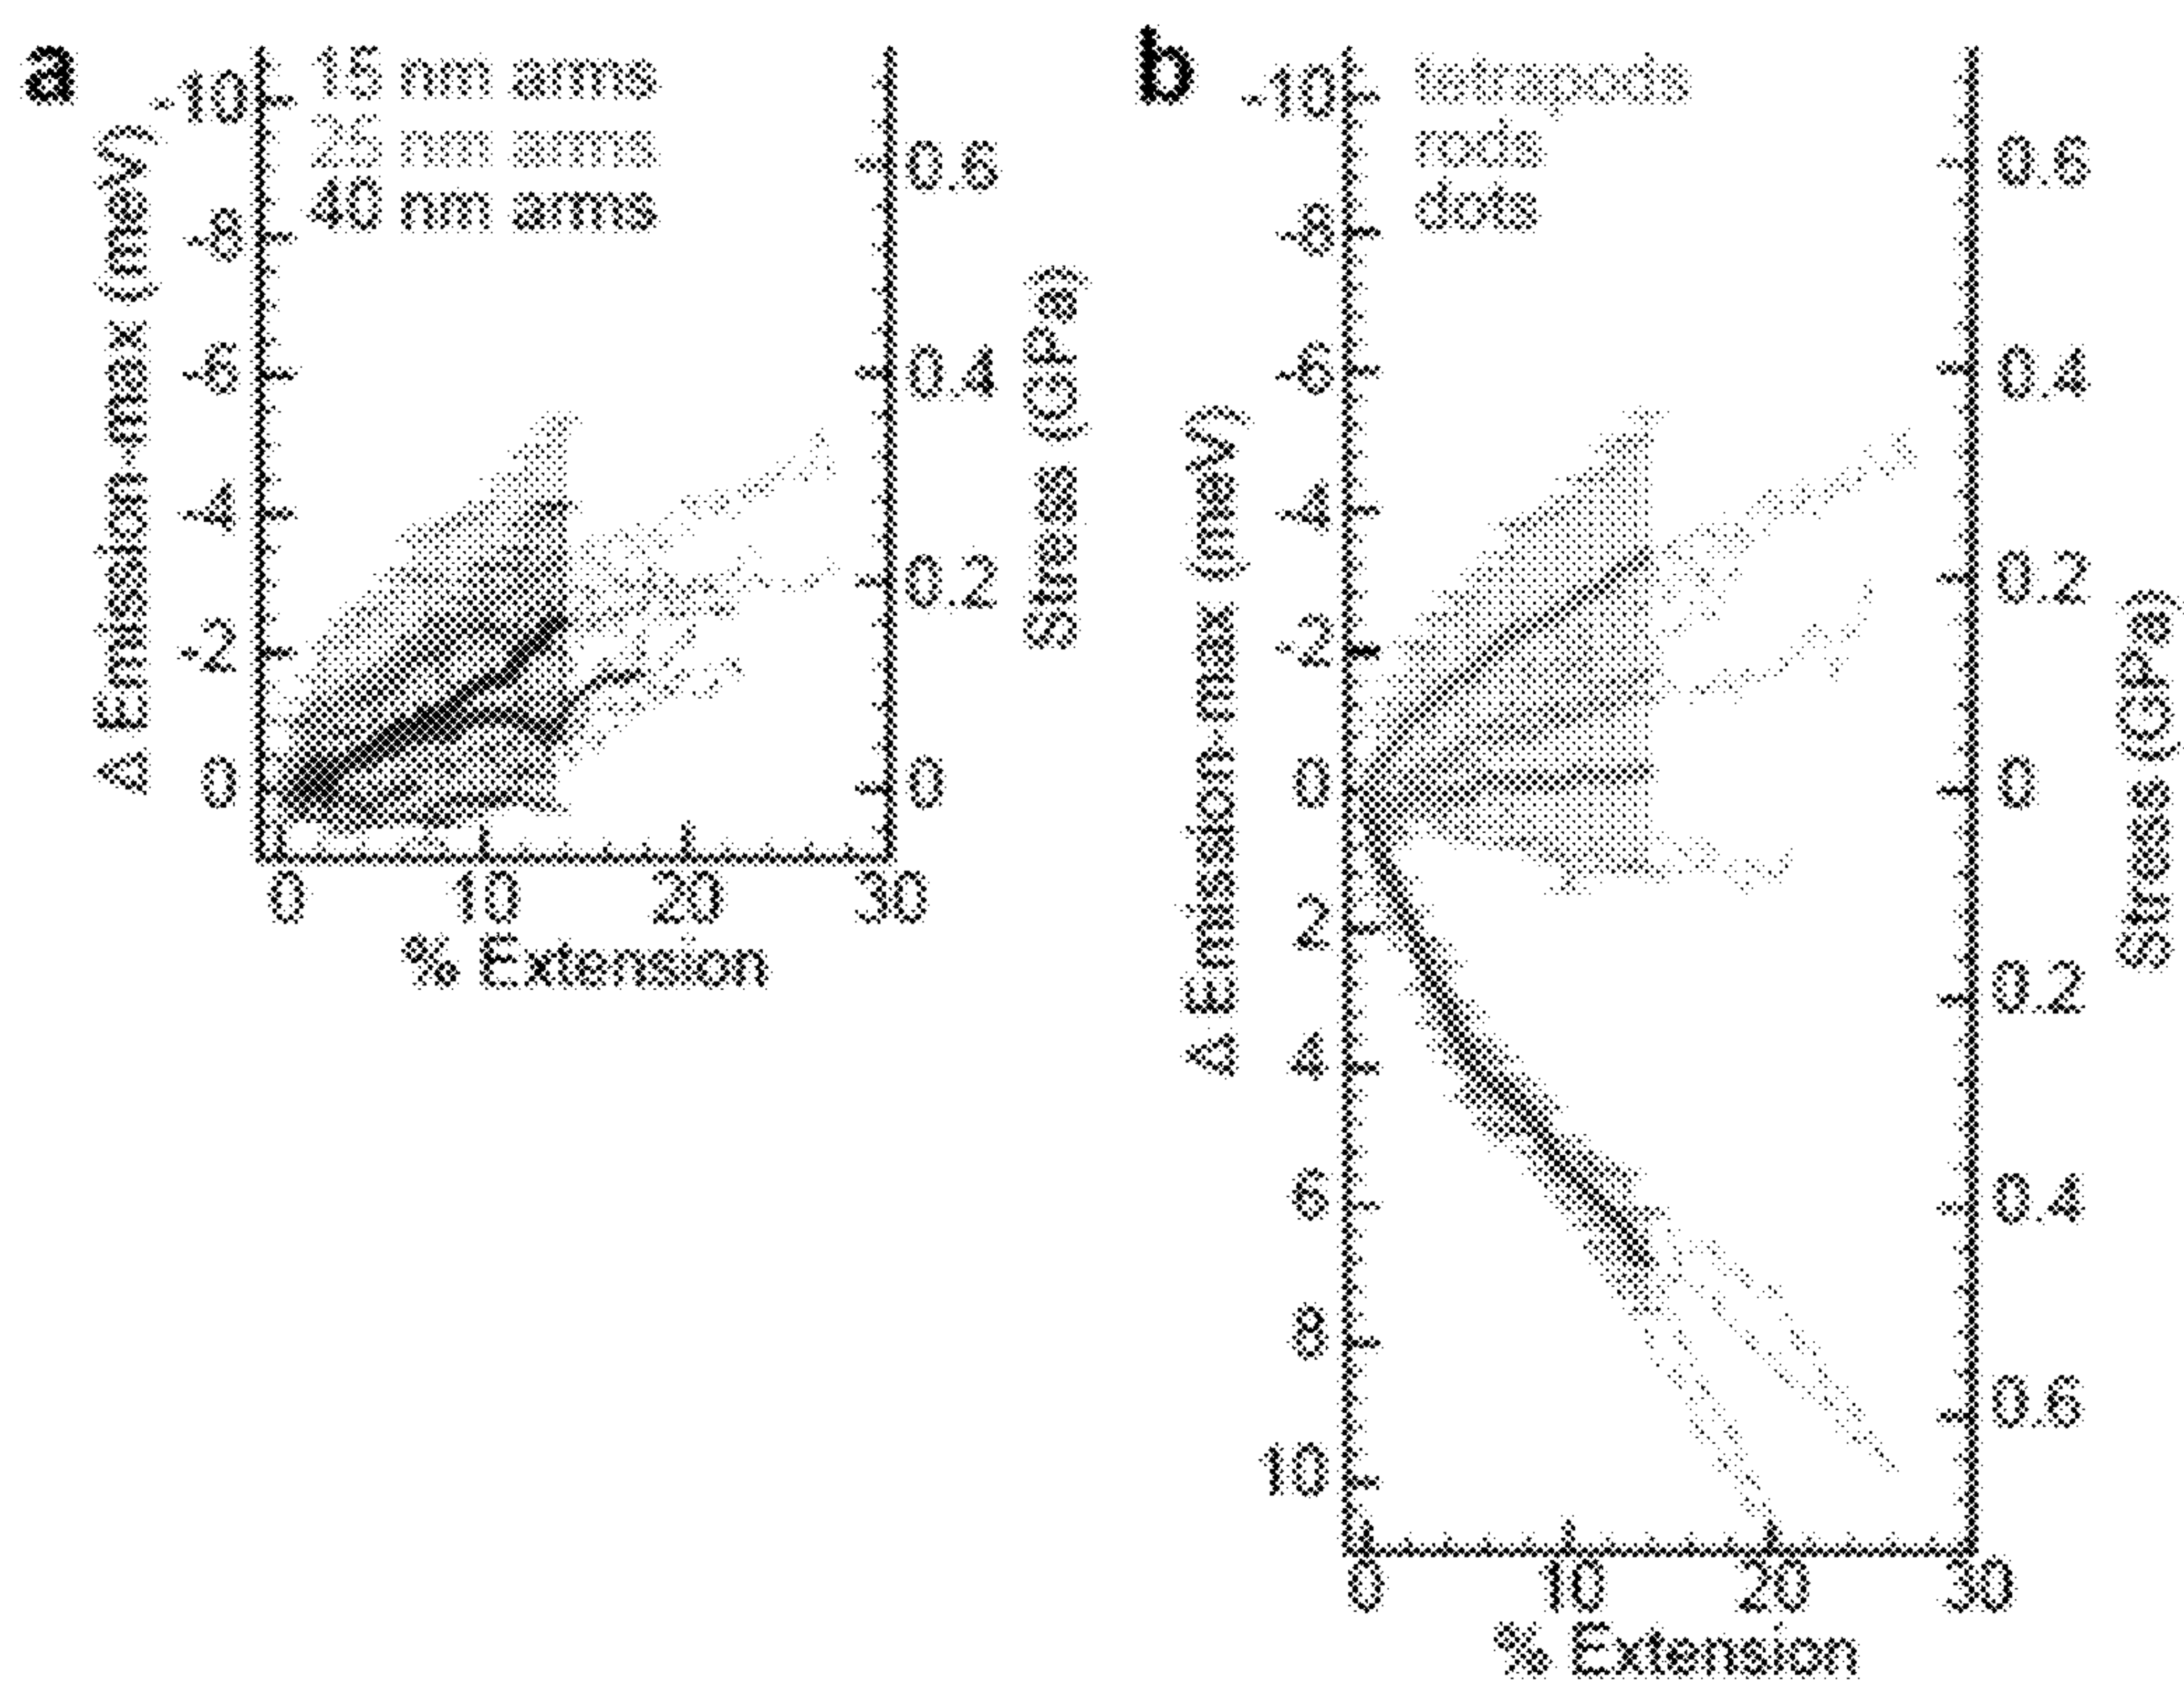 a
15 nm arms
25 nm arms
40 nm arms
-10
-8
-6
-4
-2
0
Δ Emission-max (meV)
0.6
0.4
0.2
0
Stress (GPa)
0
10
20
30
% Extension
b
tetrapods
rods
dots
-10
-8
-6
-4
-2
0
2
4
6
8
10
Δ Emission-max (meV)
0.6
0.4
0.2
0
0.2
0.4
0.6
Stress (GPa)
0
10
20
30
% Extension